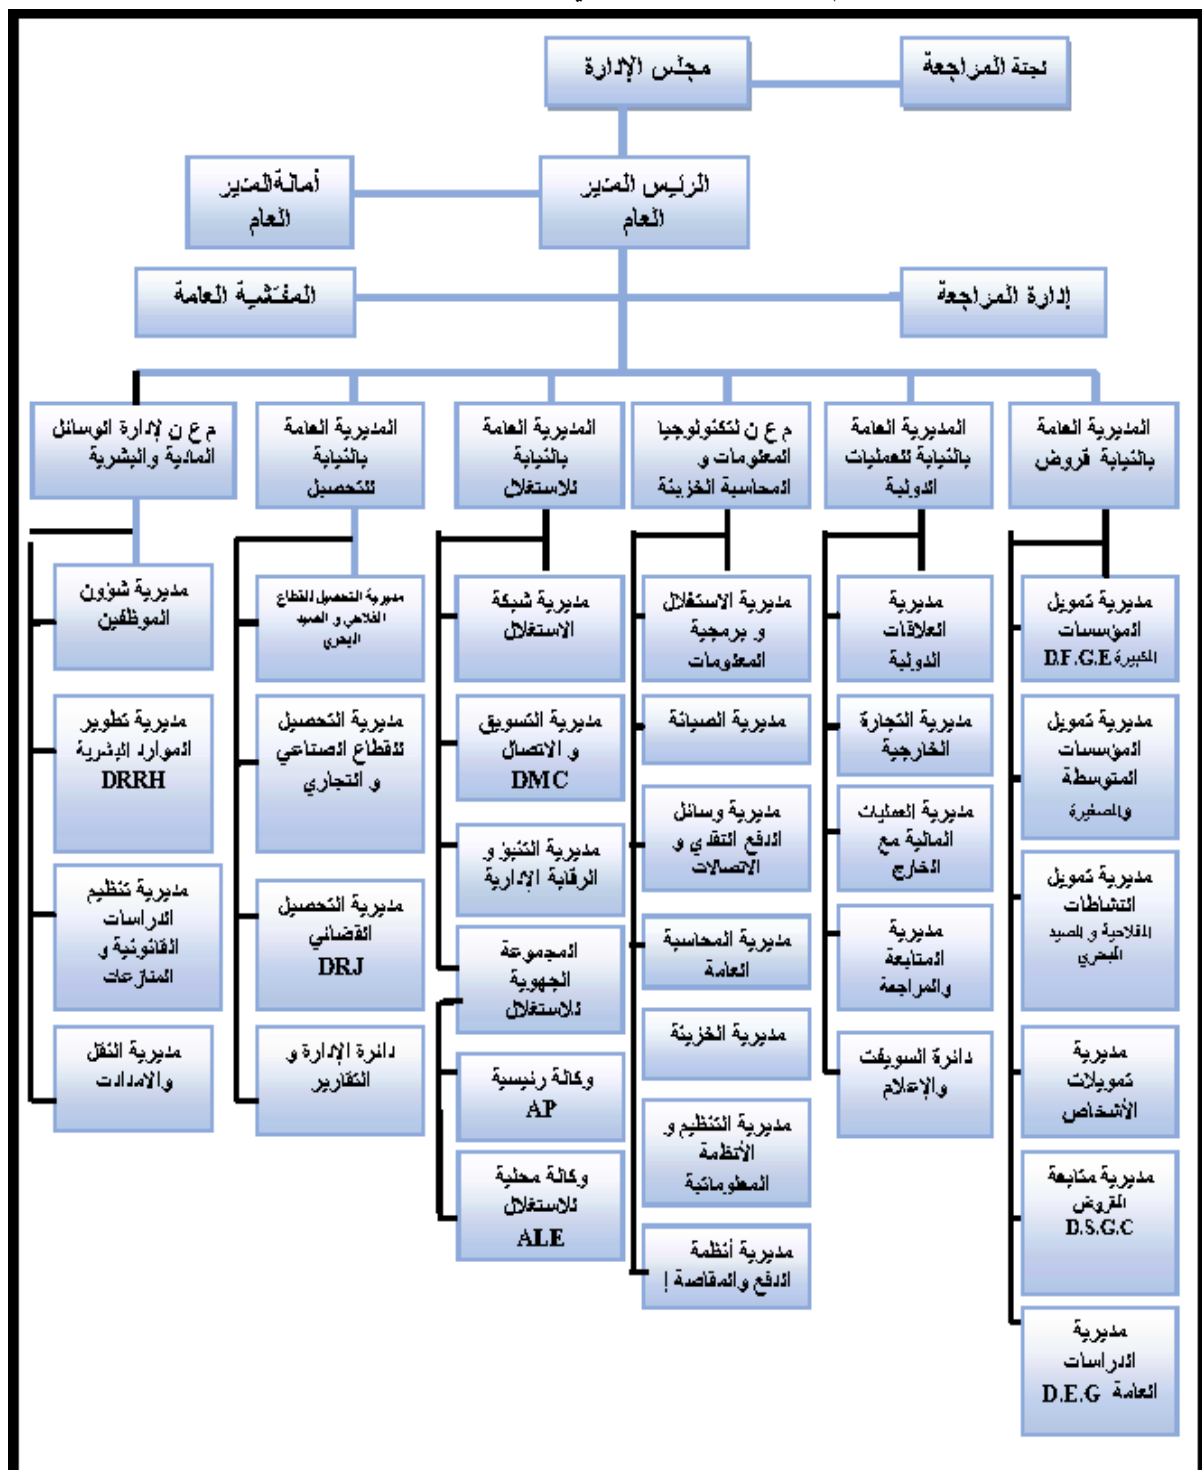 لجنة المراجعة
مجلس الإدارة
الرئيس المدير
العام
أمانة المدير
العام
إدارة المراجعة
المفتشية العامة
المديرية العامة
بالنيابة قروض
المديرية العامة
بالنيابة للعمليات
الدولية
م ع ن لتكنولوجيا
المعلومات و
المحاسبة الخزينة
المديرية العامة
بالنيابة
للاستغلال
المديرية العامة
بالنيابة
للتحصيل
م ع ن لإدارة الوسائل
المادية والبشرية
مديرية تمويل
المؤسسات
الكبيرة D.F.G.E
مديرية تمويل
المؤسسات
المتوسطة
والصغيرة
مديرية تمويل
النشاطات
الفلاحية و الصيد
البحري
مديرية
تمويلات
الأشخاص
مديرية متابعة
القروض
D.S.G.C
مديرية
الدراسات
العامة D.E.G
مديرية
العلاقات
الدولية
مديرية التجارة
الخارجية
مديرية العمليات
المالية مع
الخارج
مديرية
المتابعة
والمراجعة
دائرة السويفت
والإعلام
مديرية الاستغلال
و برمجية
المعلومات
مديرية الصيانة
مديرية وسائل
الدفع النقدي و
الاتصالات
مديرية المحاسبة
العامة
مديرية الخزينة
مديرية التنظيم و
الأنظمة
المعلوماتية
مديرية أنظمة
الدفع والمقاصة إ
مديرية شبكة
الاستغلال
مديرية التسويق
و الاتصال
DMC
مديرية التنبؤ و
الرقابة الإدارية
المجموعة
الجهوية
للاستغلال
وكالة رئيسية
AP
وكالة محلية
للاستغلال
ALE
مديرية التحصيل للقطاع
الفلاحي و الصيد
البحري
مديرية التحصيل
للقطاع الصناعي
و التجاري
مديرية التحصيل
القضائي
DRJ
دائرة الإدارة و
التقارير
مديرية شؤون
الموظفين
مديرية تطوير
الموارد البشرية
DRRH
مديرية تنظيم
الدراسات
القانونية و
المنازعات
مديرية النقل
والامدادت